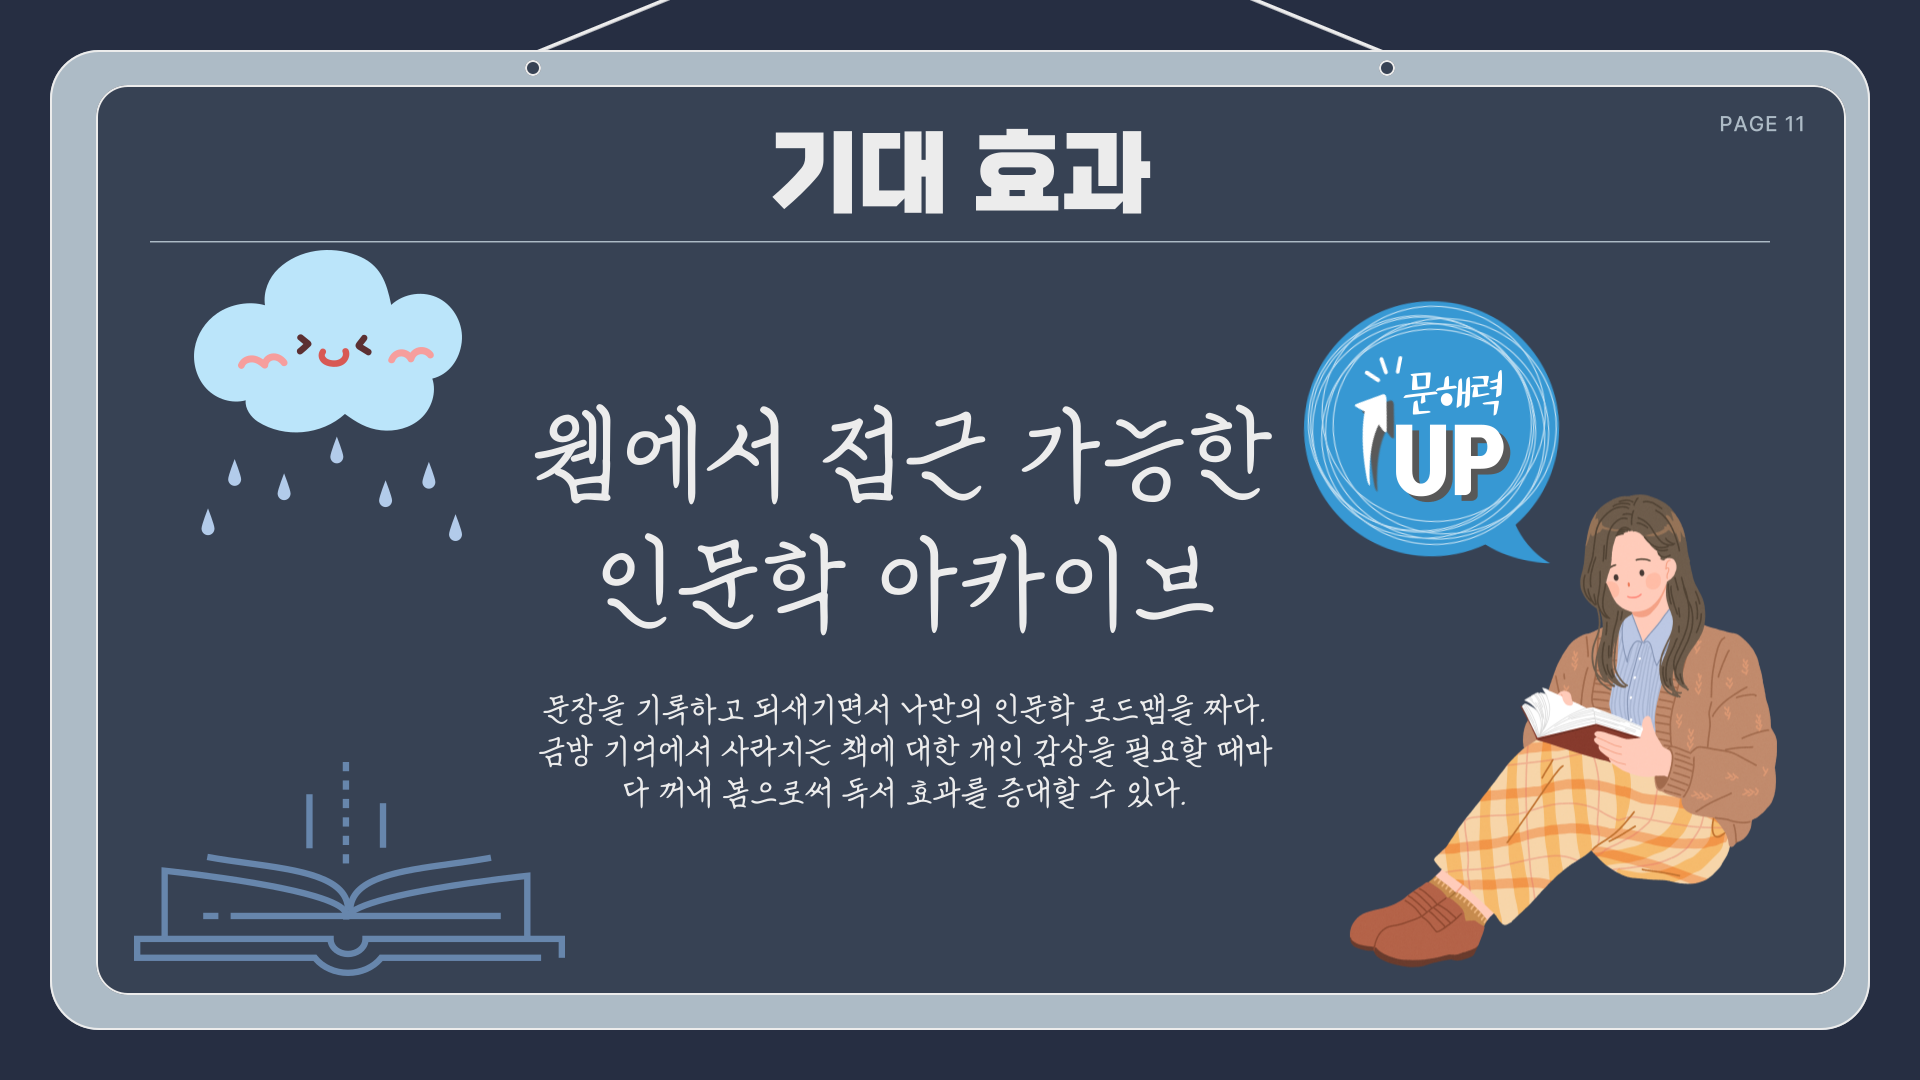 PAGE 11
기대 효과
웹에서 접근 가능한
인문학 아카이브
문해력
UP
문장을 기록하고 되새기면서 나만의 인문학 로드맵을 짜다.
금방 기억에서 사라지는 책에 대한 개인 감상을 필요할 때마
다 꺼내 봄으로써 독서 효과를 증대할 수 있다.